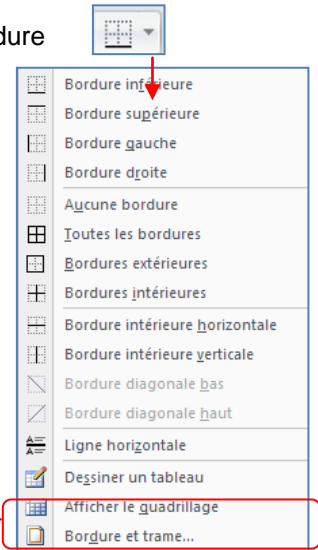 dure
Bordure inférieure
Bordure supérieure
Bordure gauche
Bordure droite
Aucune bordure
Toutes les bordures
Bordures extérieures
Bordures intérieures
Bordure intérieure horizontale
Bordure intérieure verticale
Bordure diagonale bas
Bordure diagonale haut
Ligne horizontale
Dessiner un tableau
Afficher le quadrillage
Bordure et trame...